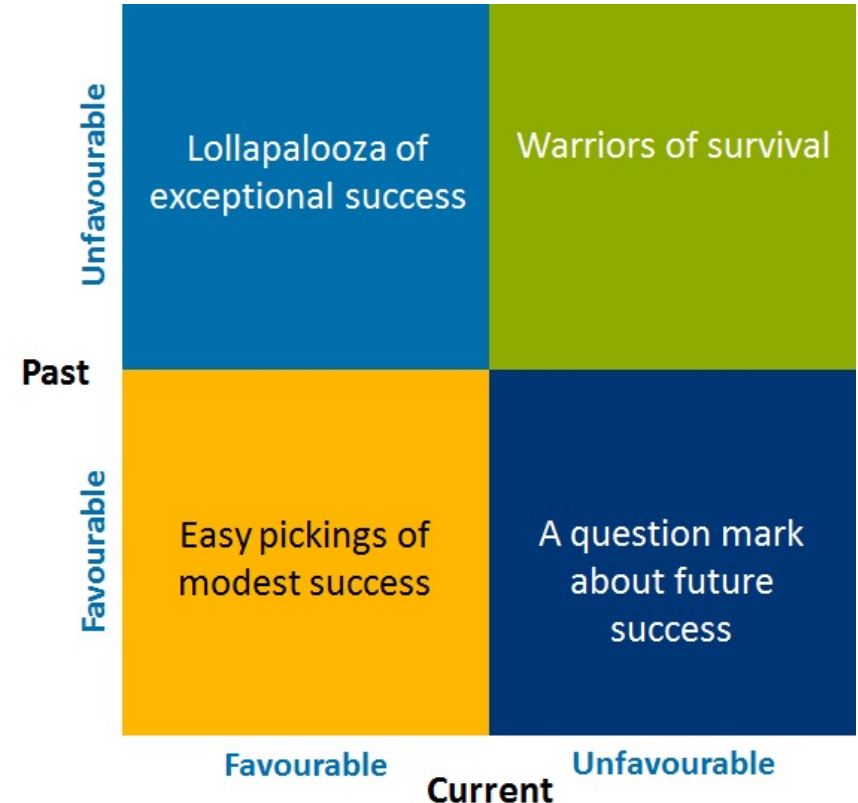 Unfavourable
Lollapalooza of
exceptional success
Warriors of survival
Past
Favourable
Easy pickings of
modest success
A question mark
about future
success
Favourable
Unfavourable
Current